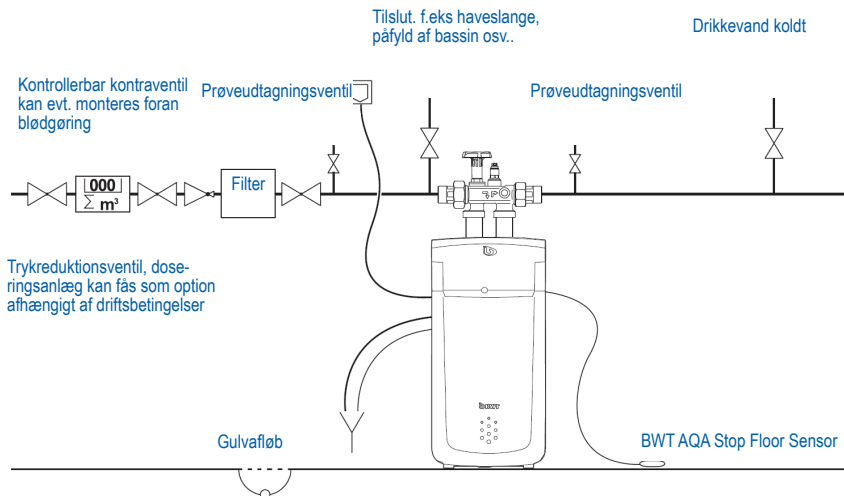 Tilslut. f.eks haveslange,
påfyld af bassin osv..
Drikkevand koldt
Kontrollerbar kontraventil
kan evt. monteres foran
blødgøring
Prøveudtagningsventil
Prøveudtagningsventil
000
∑ m³
Filter
Trykreduktionsventil, dose-
ringsanlæg kan fås som option
afhængigt af driftsbetingelser
BWT
Gulvafløb
BWT AQA Stop Floor Sensor